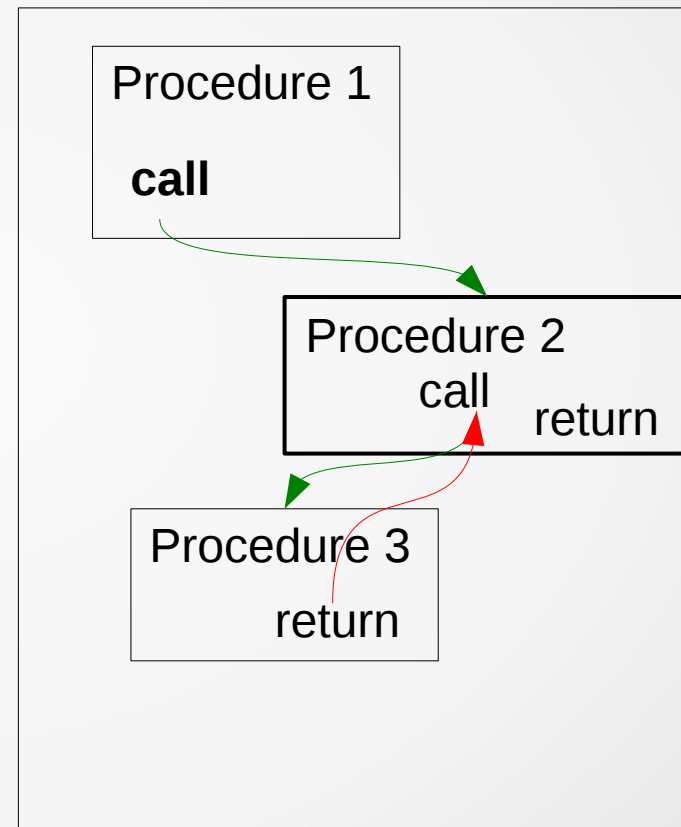 Procedure 1
call
Procedure 2
call
return
Procedure 3
return